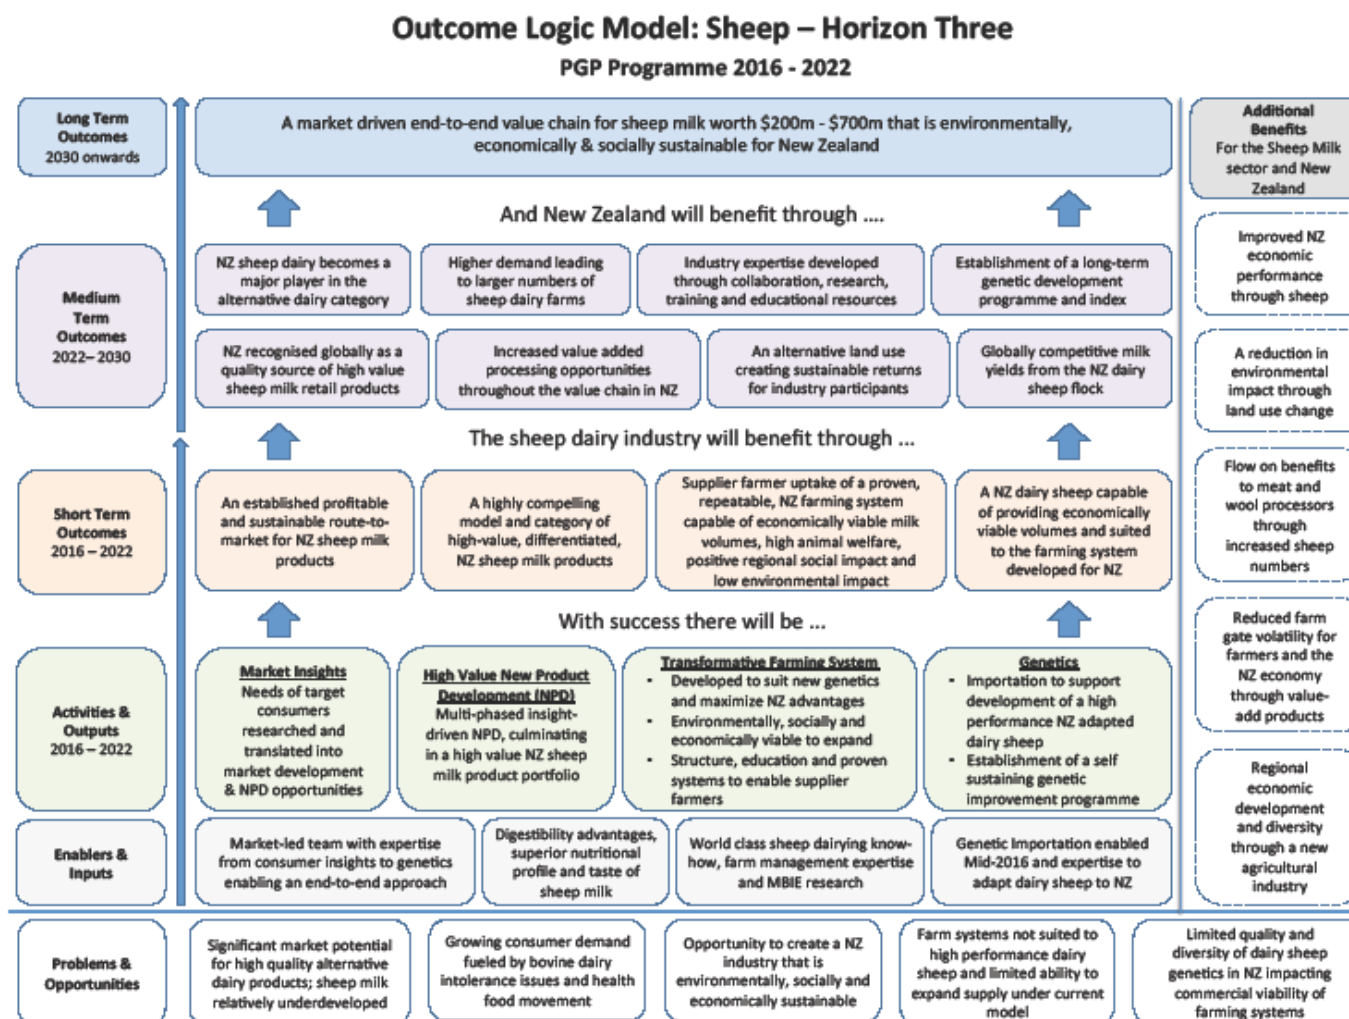 Outcome Logic Model: Sheep – Horizon Three
PGP Programme 2016 - 2022
Long Term
Outcomes
2030 onwards
A market driven end-to-end value chain for sheep milk worth $200m - $700m that is environmentally,
economically & socially sustainable for New Zealand
Additional
Benefits
For the Sheep Milk
sector and New
Zealand
And New Zealand will benefit through ....
Medium
Term
Outcomes
2022– 2030
NZ sheep dairy becomes a
major player in the
alternative dairy category
Higher demand leading
to larger numbers of
sheep dairy farms
Industry expertise developed
through collaboration, research,
training and educational resources
Establishment of a long-term
genetic development
programme and index
NZ recognised globally as a
quality source of high value
sheep milk retail products
Increased value added
processing opportunities
throughout the value chain in NZ
An alternative land use
creating sustainable returns
for industry participants
Globally competitive milk
yields from the NZ dairy
sheep flock
Improved NZ
economic
performance
through sheep
A reduction in
environmental
impact through
land use change
The sheep dairy industry will benefit through ...
Short Term
Outcomes
2016 – 2022
An established profitable
and sustainable route-to-
market for NZ sheep milk
products
A highly compelling
model and category of
high-value, differentiated,
NZ sheep milk products
Supplier farmer uptake of a proven,
repeatable, NZ farming system
capable of economically viable milk
volumes, high animal welfare,
positive regional social impact and
low environmental impact
A NZ dairy sheep capable
of providing economically
viable volumes and suited
to the farming system
developed for NZ
Flow on benefits
to meat and
wool processors
through
increased sheep
numbers
With success there will be ...
Activities &
Outputs
2016 – 2022
Market Insights
Needs of target
consumers
researched and
translated into
market development
& NPD opportunities
High Value New Product
Development (NPD)
Multi-phased insight-
driven NPD, culminating
in a high value NZ sheep
milk product portfolio
Transformative Farming System
- Developed to suit new genetics
and maximize NZ advantages
- Environmentally, socially and
economically viable to expand
- Structure, education and proven
systems to enable supplier
farmers
Genetics
- Importation to support
development of a high
performance NZ adapted
dairy sheep
- Establishment of a self
sustaining genetic
improvement programme
Reduced farm
gate volatility for
farmers and the
NZ economy
through value-
add products
Enablers &
Inputs
Market-led team with expertise
from consumer insights to genetics
enabling an end-to-end approach
Digestibility advantages,
superior nutritional
profile and taste of
sheep milk
World class sheep dairying know-
how, farm management expertise
and MBIE research
Genetic Importation enabled
Mid-2016 and expertise to
adapt dairy sheep to NZ
Regional
economic
development
and diversity
through a new
agricultural
industry
Problems &
Opportunities
Significant market potential
for high quality alternative
dairy products; sheep milk
relatively underdeveloped
Growing consumer demand
fueled by bovine dairy
intolerance issues and health
food movement
Opportunity to create a NZ
industry that is
environmentally, socially and
economically sustainable
Farm systems not suited to
high performance dairy
sheep and limited ability to
expand supply under current
model
Limited quality and
diversity of dairy sheep
genetics in NZ impacting
commercial viability of
farming systems